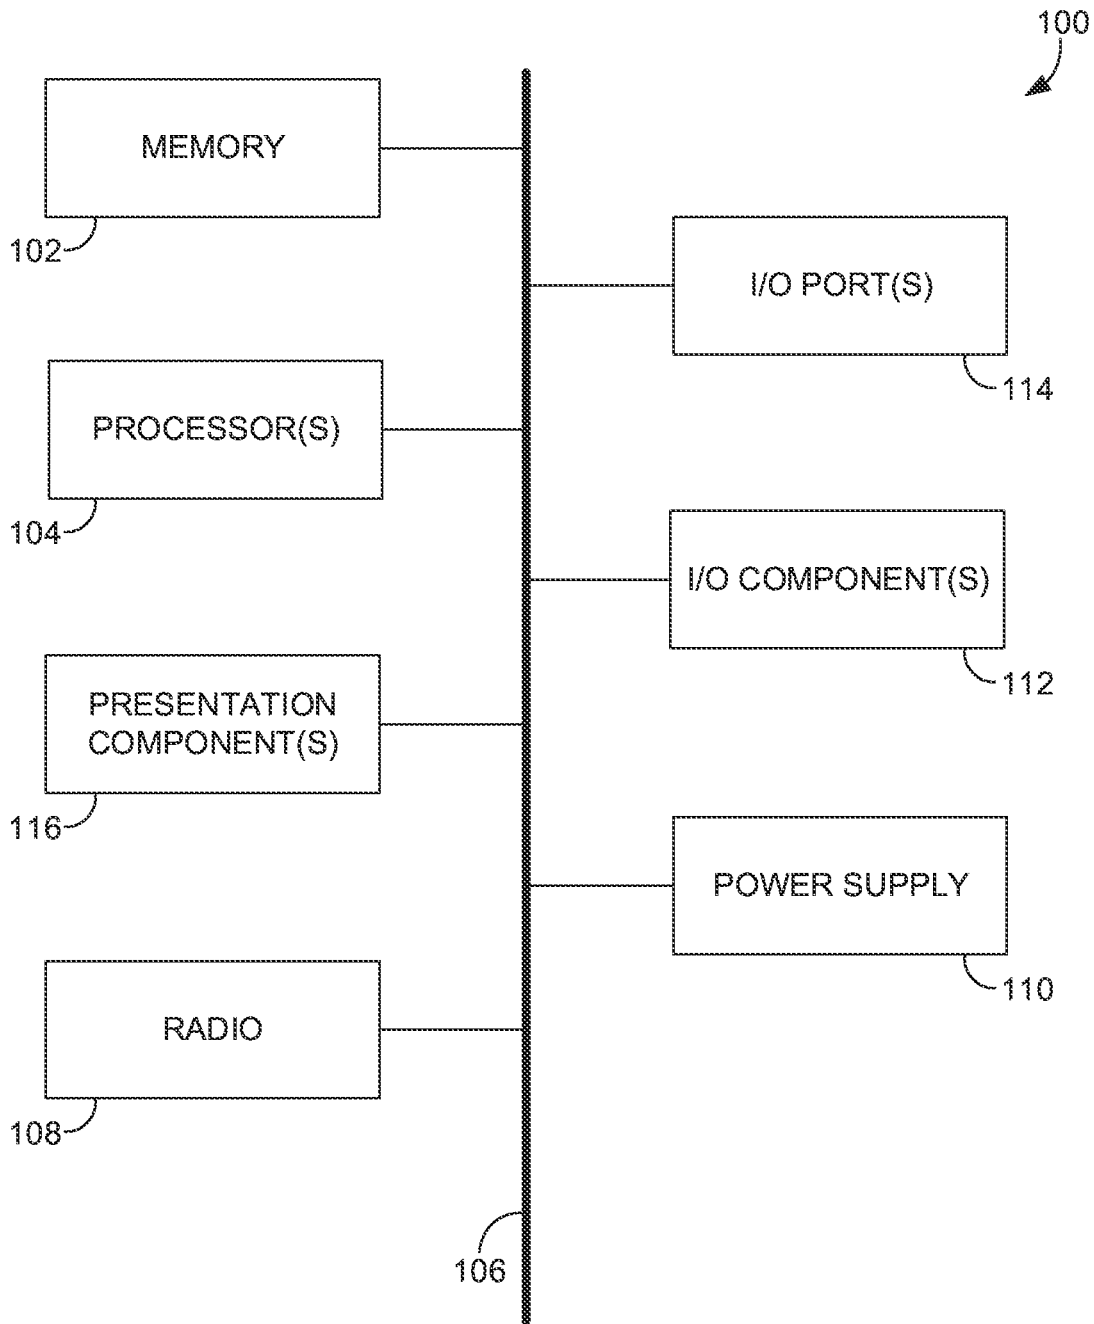 100
MEMORY
102
I/O PORT(S)
114
PROCESSOR(S)
104
I/O COMPONENT(S)
112
PRESENTATION
COMPONENT(S)
116
POWER SUPPLY
110
RADIO
108
106